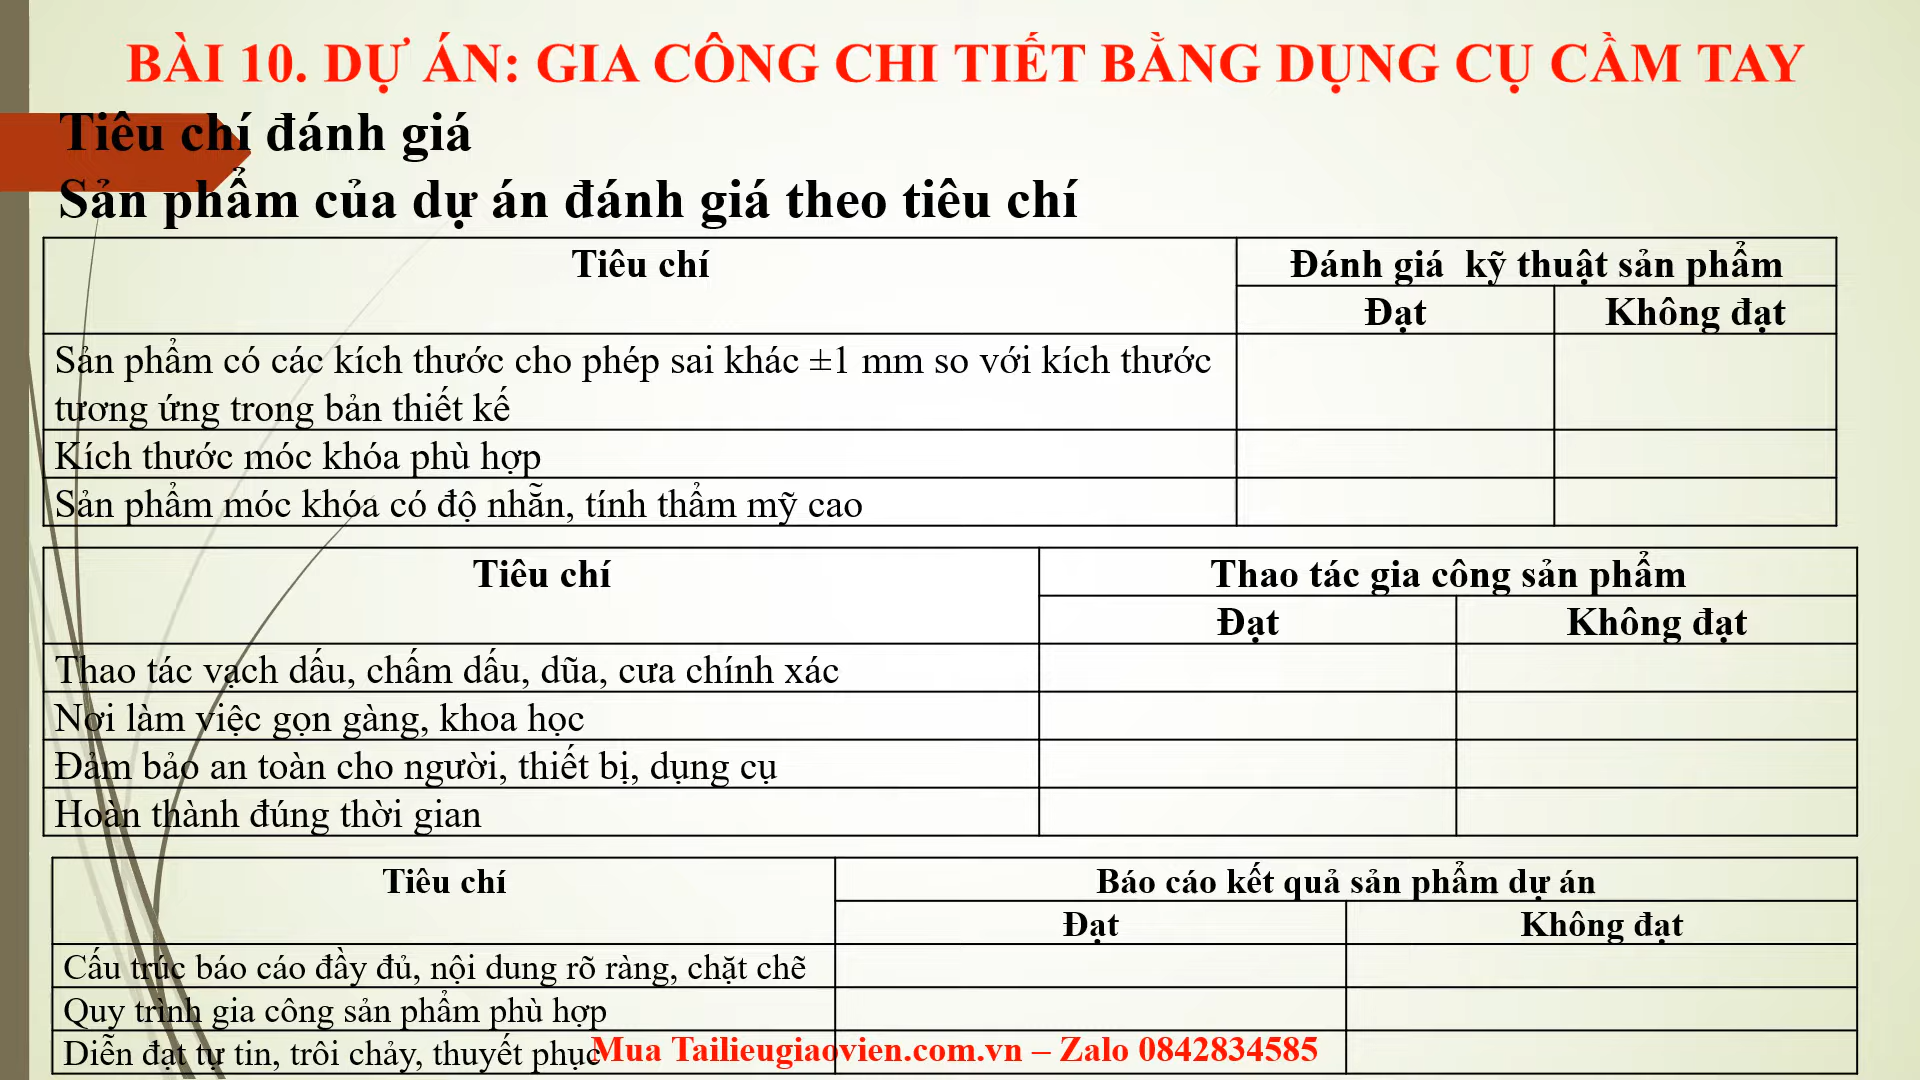 BÀI 10. DỰ ÁN: GIA CÔNG CHI TIẾT BẰNG DỤNG CỤ CẦM TAY
Tiêu chí đánh giá
Sản phẩm của dự án đánh giá theo tiêu chí
Tiêu chí
Đánh giá  kỹ thuật sản phẩm
Đạt
Không đạt
Sản phẩm có các kích thước cho phép sai khác ±1 mm so với kích thước
tương ứng trong bản thiết kế
Kích thước móc khóa phù hợp
Sản phẩm móc khóa có độ nhẵn, tính thẩm mỹ cao
Tiêu chí
Thao tác gia công sản phẩm
Đạt
Không đạt
Thao tác vạch dấu, chấm dấu, dũa, cưa chính xác
Nơi làm việc gọn gàng, khoa học
Đảm bảo an toàn cho người, thiết bị, dụng cụ
Hoàn thành đúng thời gian
Tiêu chí
Báo cáo kết quả sản phẩm dự án
Đạt
Không đạt
Cấu trúc báo cáo đầy đủ, nội dung rõ ràng, chặt chẽ
Quy trình gia công sản phẩm phù hợp
Diễn đạt tự tin, trôi chảy, thuyết phục
Mua Tailieugiaovien.com.vn – Zalo 0842834585